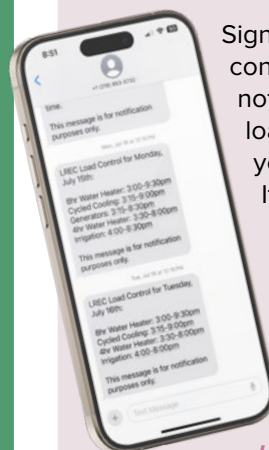 8:51
time.
This message is for notification
purposes only.
LREC Load Control for Monday,
July 15th:
8hr Water Heater: 3:00-9:30pm
Cycled Cooling: 3:15-9:00pm
Generators: 3:15-8:30pm
4hr Water Heater: 3:30-8:00pm
Irrigation: 4:00-8:30pm
This message is for notification
purposes only.
LREC Load Control for Tuesday,
July 16th:
8hr Water Heater: 3:00-9:30pm
Cycled Cooling: 3:15-9:00pm
4hr Water Heater: 3:30-8:00pm
Irrigation: 4:00-8:00pm
This message is for notification
purposes only.
Text Message
Sign
con
not
loa
yo